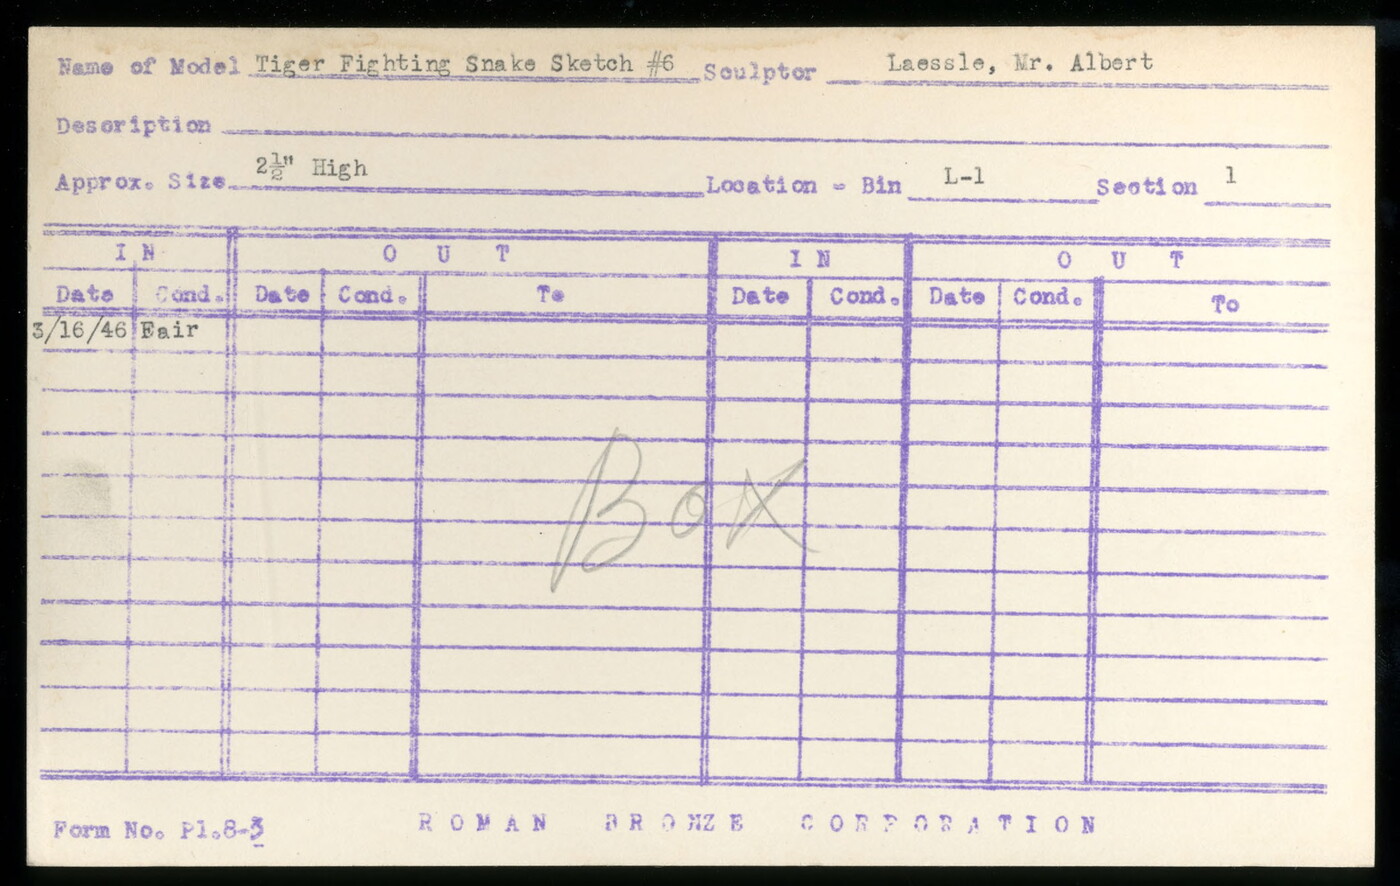 Name of Model Tiger Fighting Snake Sketch #6 Sculptor Laessle, Mr. Albert
Description
Approx. Size 2½" High Location - Bin L-1 Section 1
IN OUT IN OUT
Date Cond. Date Cond. To Date Cond. Date Cond. To
3/16/46 Fair
Box
Form No. Pl.8-3 ROMAN BRONZE CORPORATION